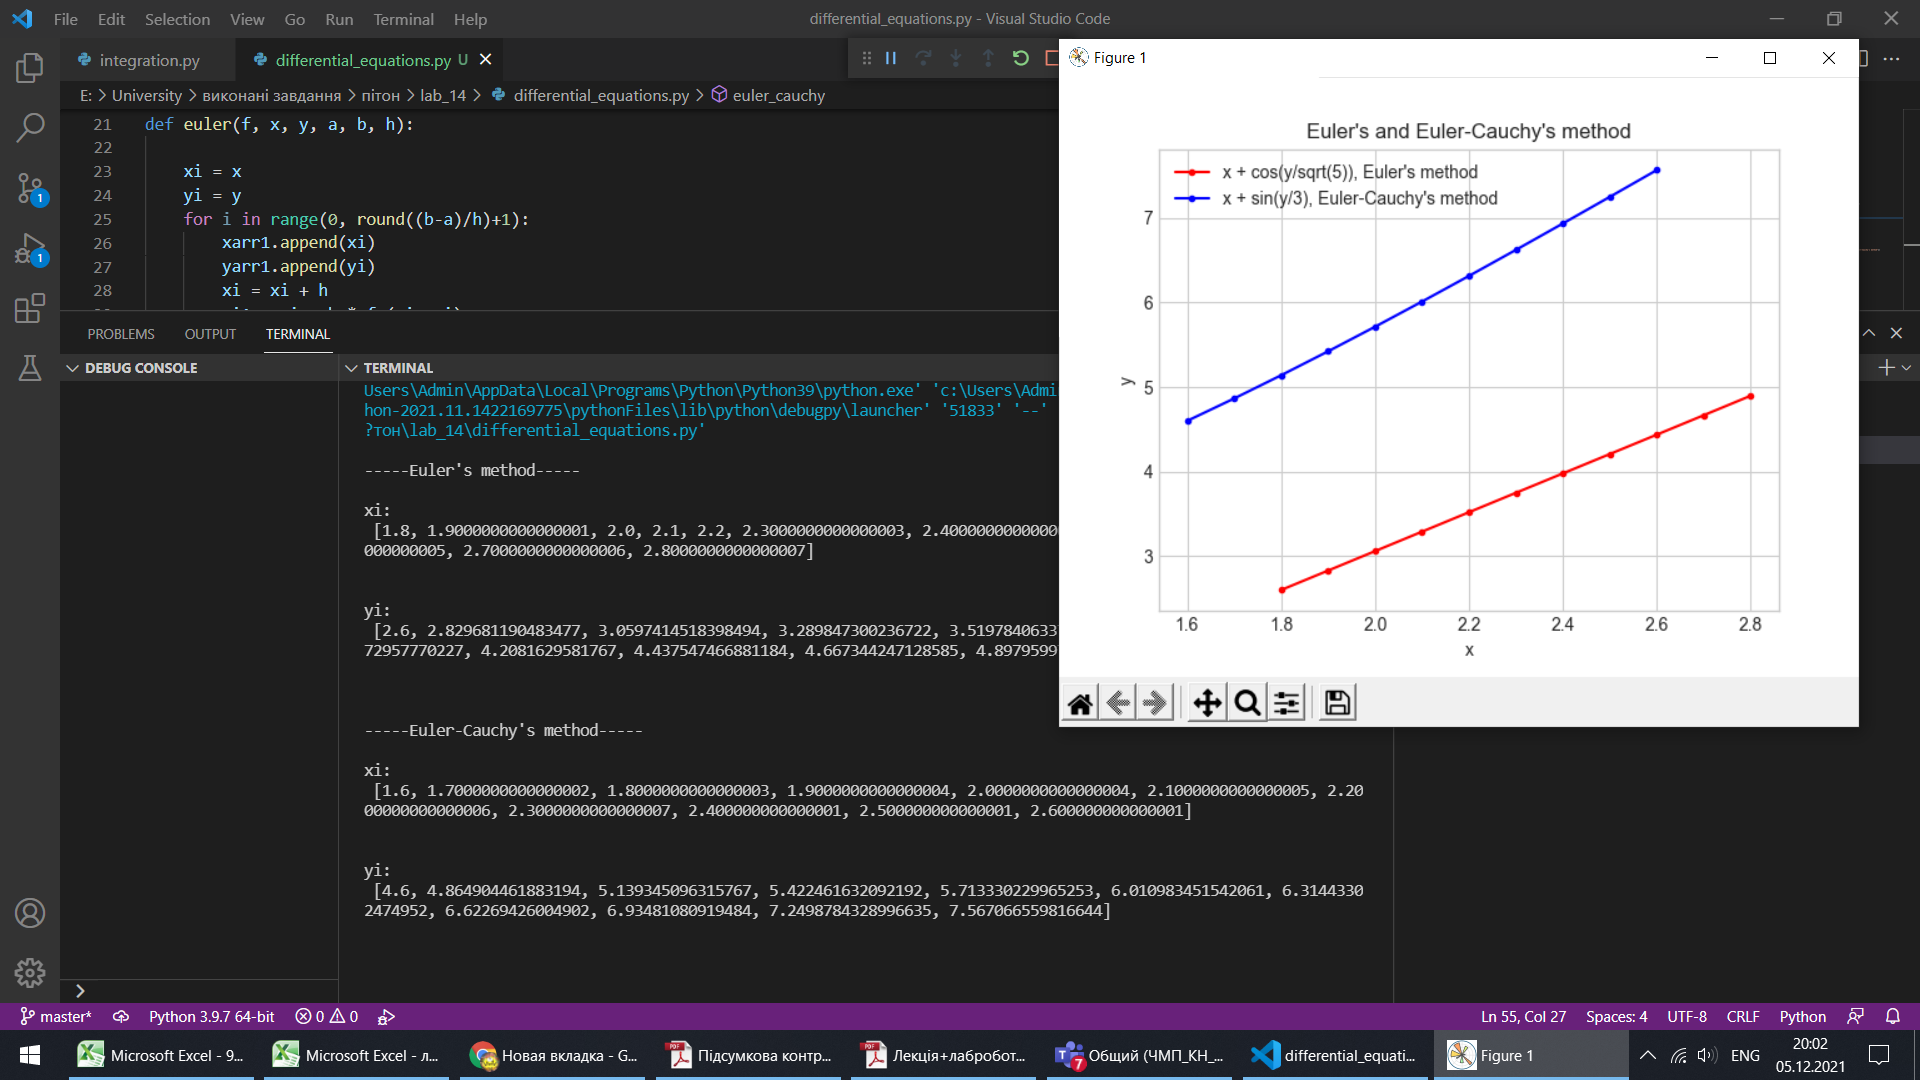 File Edit Selection View Go Run Terminal Help
differential_equations.py - Visual Studio Code
integration.py
differential_equations.py U
E: > University > виконані завдання > пітон > lab_14 > differential_equations.py > euler_cauchy
21 def euler(f, x, y, a, b, h):
22
23 xi = x
24 yi = y
25 for i in range(0, round((b-a)/h)+1):
26 xarr1.append(xi)
27 yarr1.append(yi)
28 xi = xi + h
PROBLEMS OUTPUT TERMINAL
DEBUG CONSOLE
TERMINAL
Users\Admin\AppData\Local\Programs\Python\Python39\python.exe' 'c:\Users\Admi
hon-2021.11.1422169775\pythonFiles\lib\python\debugpy\launcher' '51833' '--'
?тон\lab_14\differential_equations.py'
-----Euler's method-----
xi:
[1.8, 1.9000000000000001, 2.0, 2.1, 2.2, 2.3000000000000003, 2.4000000000000
000000005, 2.7000000000000006, 2.8000000000000007]
yi:
[2.6, 2.829681190483477, 3.0597414518398494, 3.289847300236722, 3.5197840633
72957770227, 4.2081629581767, 4.437547466881184, 4.667344247128585, 4.8979599
-----Euler-Cauchy's method-----
xi:
[1.6, 1.7000000000000002, 1.8000000000000003, 1.9000000000000004, 2.0000000000000004, 2.1000000000000005, 2.20
00000000000006, 2.3000000000000007, 2.400000000000001, 2.500000000000001, 2.600000000000001]
yi:
[4.6, 4.864904461883194, 5.139345096315767, 5.422461632092192, 5.713330229965253, 6.010983451542061, 6.3144330
2474952, 6.62269426004902, 6.93481080919484, 7.2498784328996635, 7.567066559816644]
Figure 1
Euler's and Euler-Cauchy's method
x + cos(y/sqrt(5)), Euler's method
x + sin(y/3), Euler-Cauchy's method
7
6
5
4
3
y
1.6 1.8 2.0 2.2 2.4 2.6 2.8
x
1
1
master* Python 3.9.7 64-bit 0 0
Ln 55, Col 27 Spaces: 4 UTF-8 CRLF Python
Microsoft Excel - 9...
Microsoft Excel - л...
Новая вкладка - G...
Підсумкова контр...
Лекція+лаборобот...
7 Общий (ЧМП_КН_...
differential_equati...
Figure 1
ENG
20:02
05.12.2021